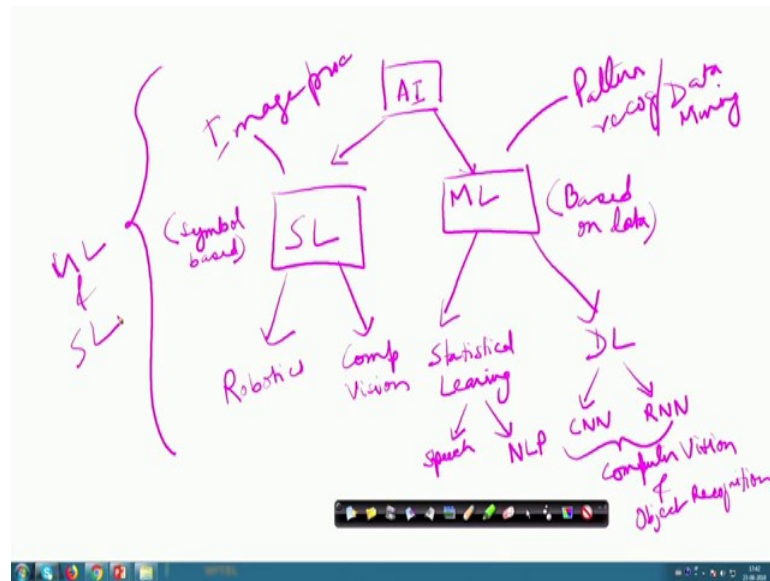 AI
Image proc
Pattern
recog/Data
Mining
SL
(Symbol
based)
ML
(Based
on data)
ML
&
SL
Robotics
Comp
Vision
Statistical
Learning
DL
Speech
NLP
CNN
RNN
Computer Vision
&
Object Recognition